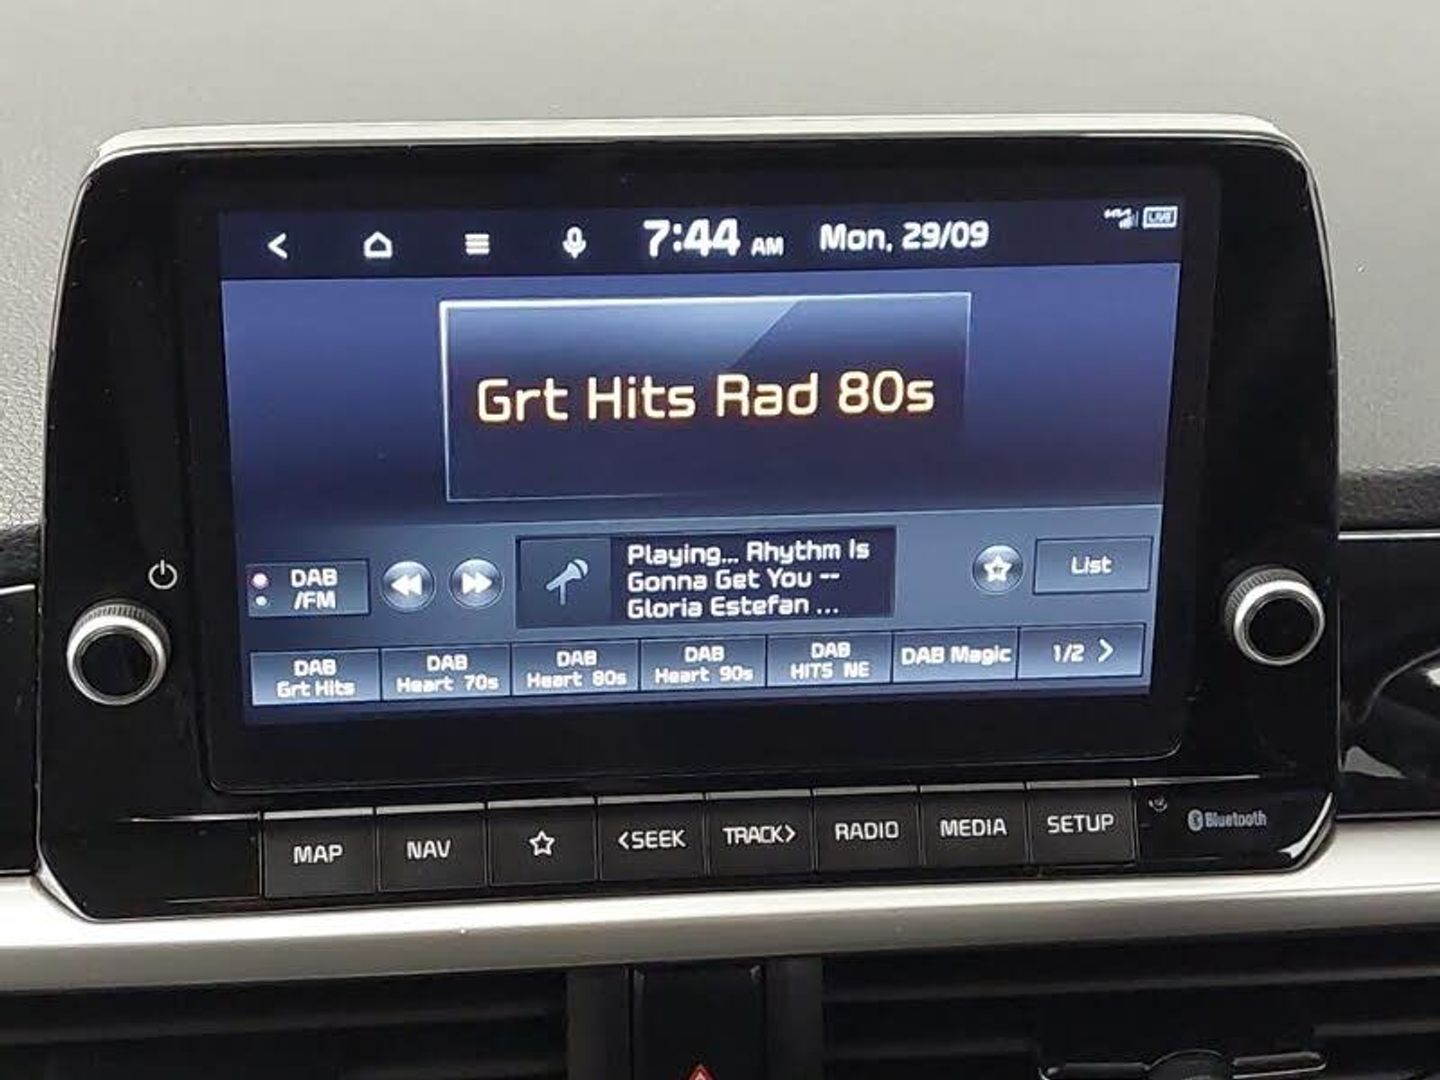 7:44 AM Mon, 29/09 LIVE
Grt Hits Rad 80s
DAB
/FM
Playing... Rhythm Is
Gonna Get You --
Gloria Estefan ...
List
DAB
Grt Hits
DAB
Heart 70s
DAB
Heart 80s
DAB
Heart 90s
DAB
HITS NE
DAB Magic
1/2 >
MAP NAV <SEEK TRACK> RADIO MEDIA SETUP
Bluetooth